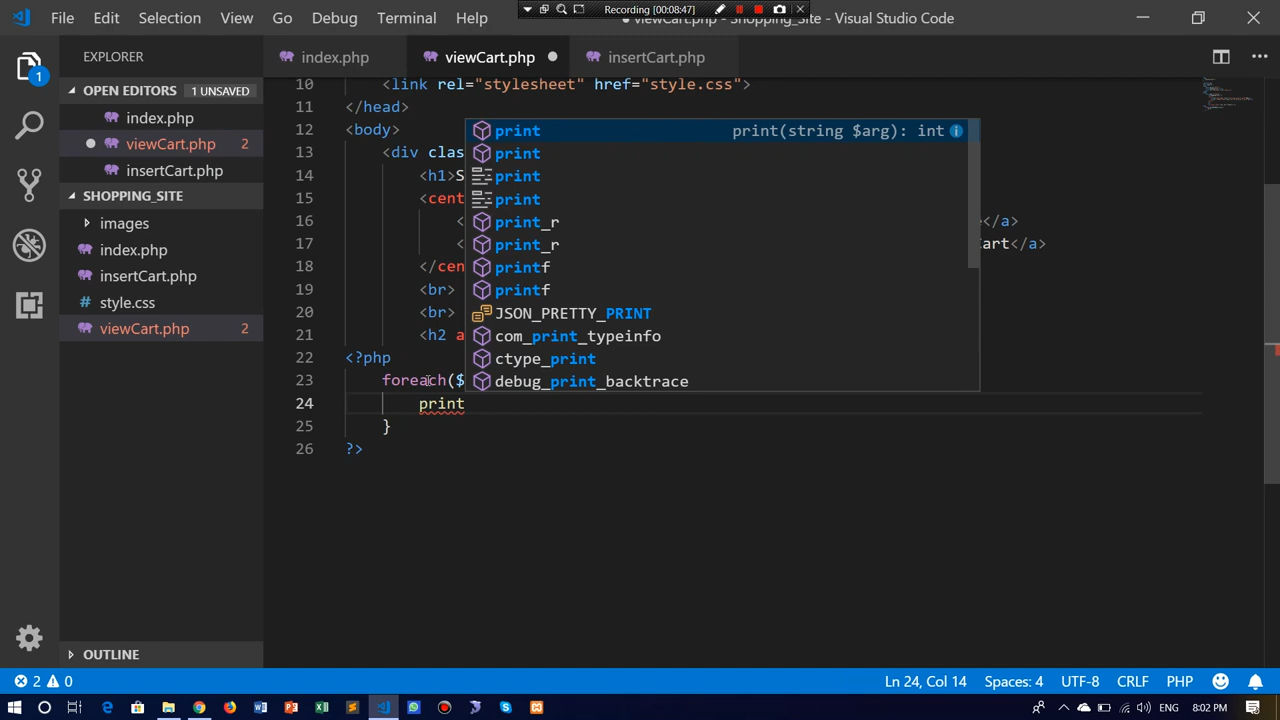 Recording [00:08:47]
File Edit Selection View Go Debug Terminal Help
viewCart.php - Shopping_Site - Visual Studio Code
EXPLORER
index.php
viewCart.php
insertCart.php
1
OPEN EDITORS 1 UNSAVED
index.php
viewCart.php 2
insertCart.php
SHOPPING_SITE
images
index.php
insertCart.php
style.css
viewCart.php 2
OUTLINE
10 <link rel="stylesheet" href="style.css">
11 </head>
12 <body>
13 <div clas
14 <h1>S
15 <cent
16 < </a>
17 < art</a>
18 </cen
19 <br>
20 <br>
21 <h2 a
22 <?php
23 foreach($
24 print
25 }
26 ?>
print print(string $arg): int
print
print
print
print_r
print_r
printf
printf
JSON_PRETTY_PRINT
com_print_typeinfo
ctype_print
debug_print_backtrace
2 0 Ln 24, Col 14 Spaces: 4 UTF-8 CRLF PHP
ENG 8:02 PM